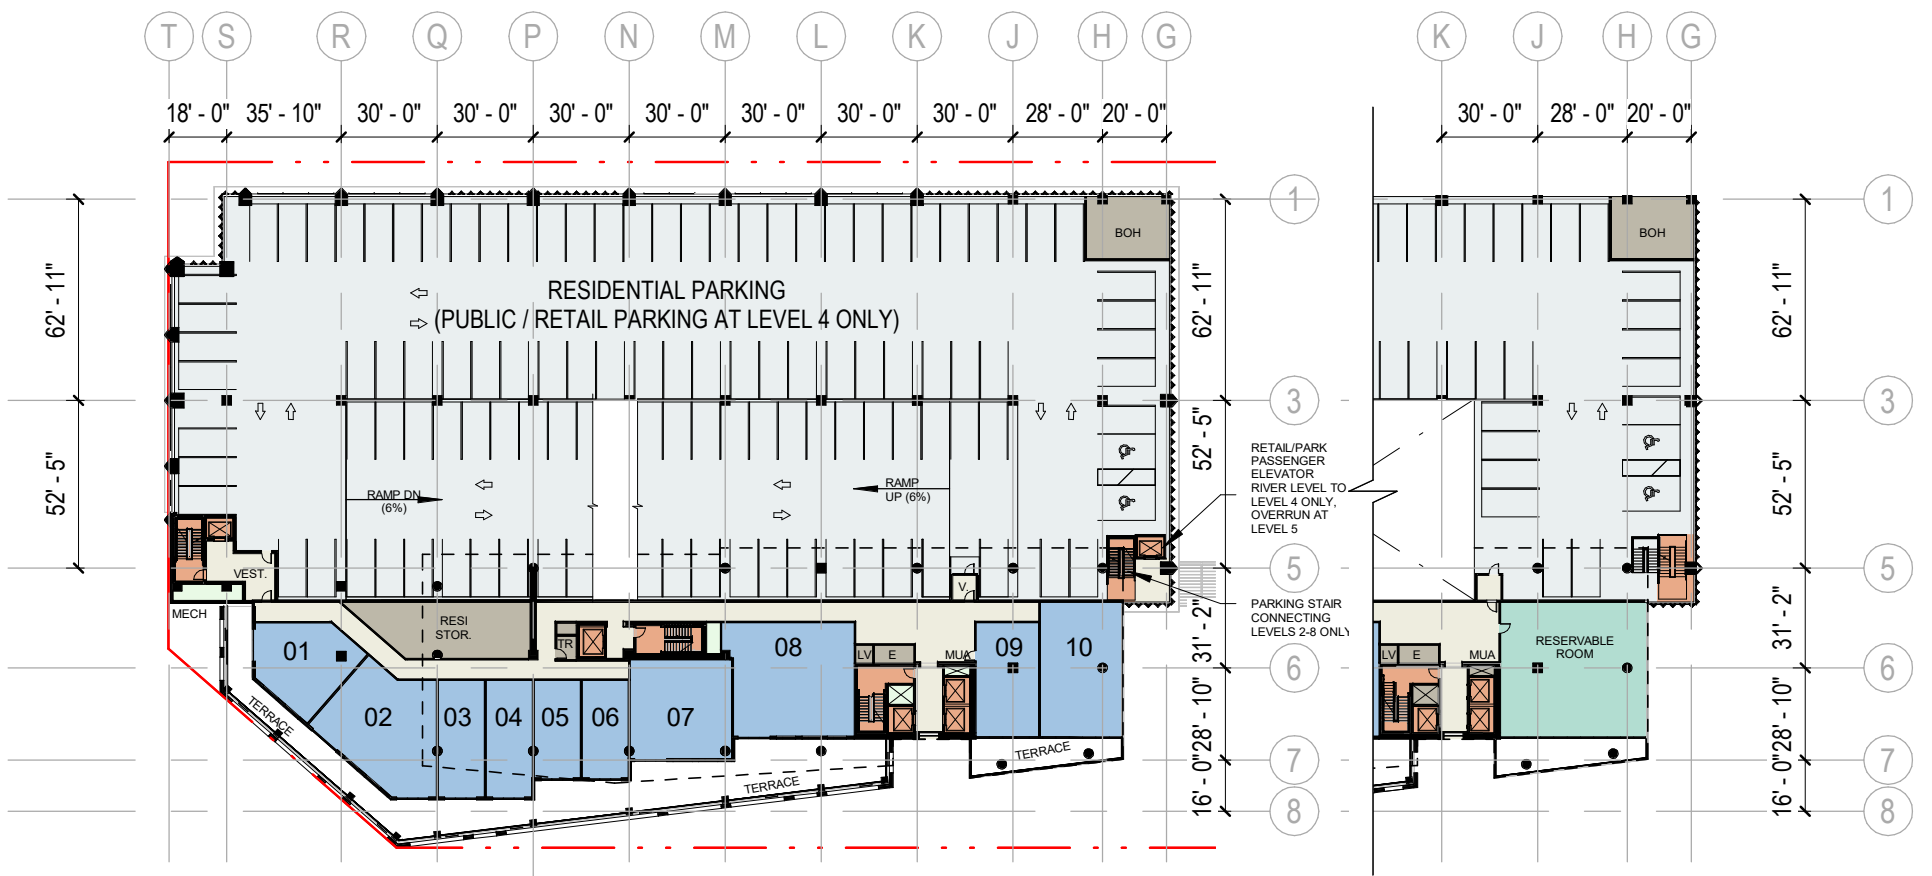 T S R Q P N M L K J H G K J H G
18' - 0" 35' - 10" 30' - 0" 30' - 0" 30' - 0" 30' - 0" 30' - 0" 30' - 0" 30' - 0" 28' - 0" 20' - 0" 30' - 0" 28' - 0" 20' - 0"
1 1
BOH BOH
62' - 11" 62' - 11" 62' - 11"
RESIDENTIAL PARKING
(PUBLIC / RETAIL PARKING AT LEVEL 4 ONLY)
3 3
52' - 5" 52' - 5" 52' - 5"
RETAIL/PARK
PASSENGER
ELEVATOR
RIVER LEVEL TO
LEVEL 4 ONLY,
OVERRUN AT
LEVEL 5
RAMP DN
(6%)
RAMP
UP (6%)
VEST.
V.
5 5
MECH
PARKING STAIR
CONNECTING
LEVELS 2-8 ONLY
31' - 2" 31' - 2"
RESI
STOR.
TR
01 08 09 10
LV E MUA
LV E MUA
RESERVABLE
ROOM
6 6
02 03 04 05 06 07
TERRACE
28' - 10" 28' - 10"
TERRACE
TERRACE
7 7
16' - 0" 16' - 0"
8 8